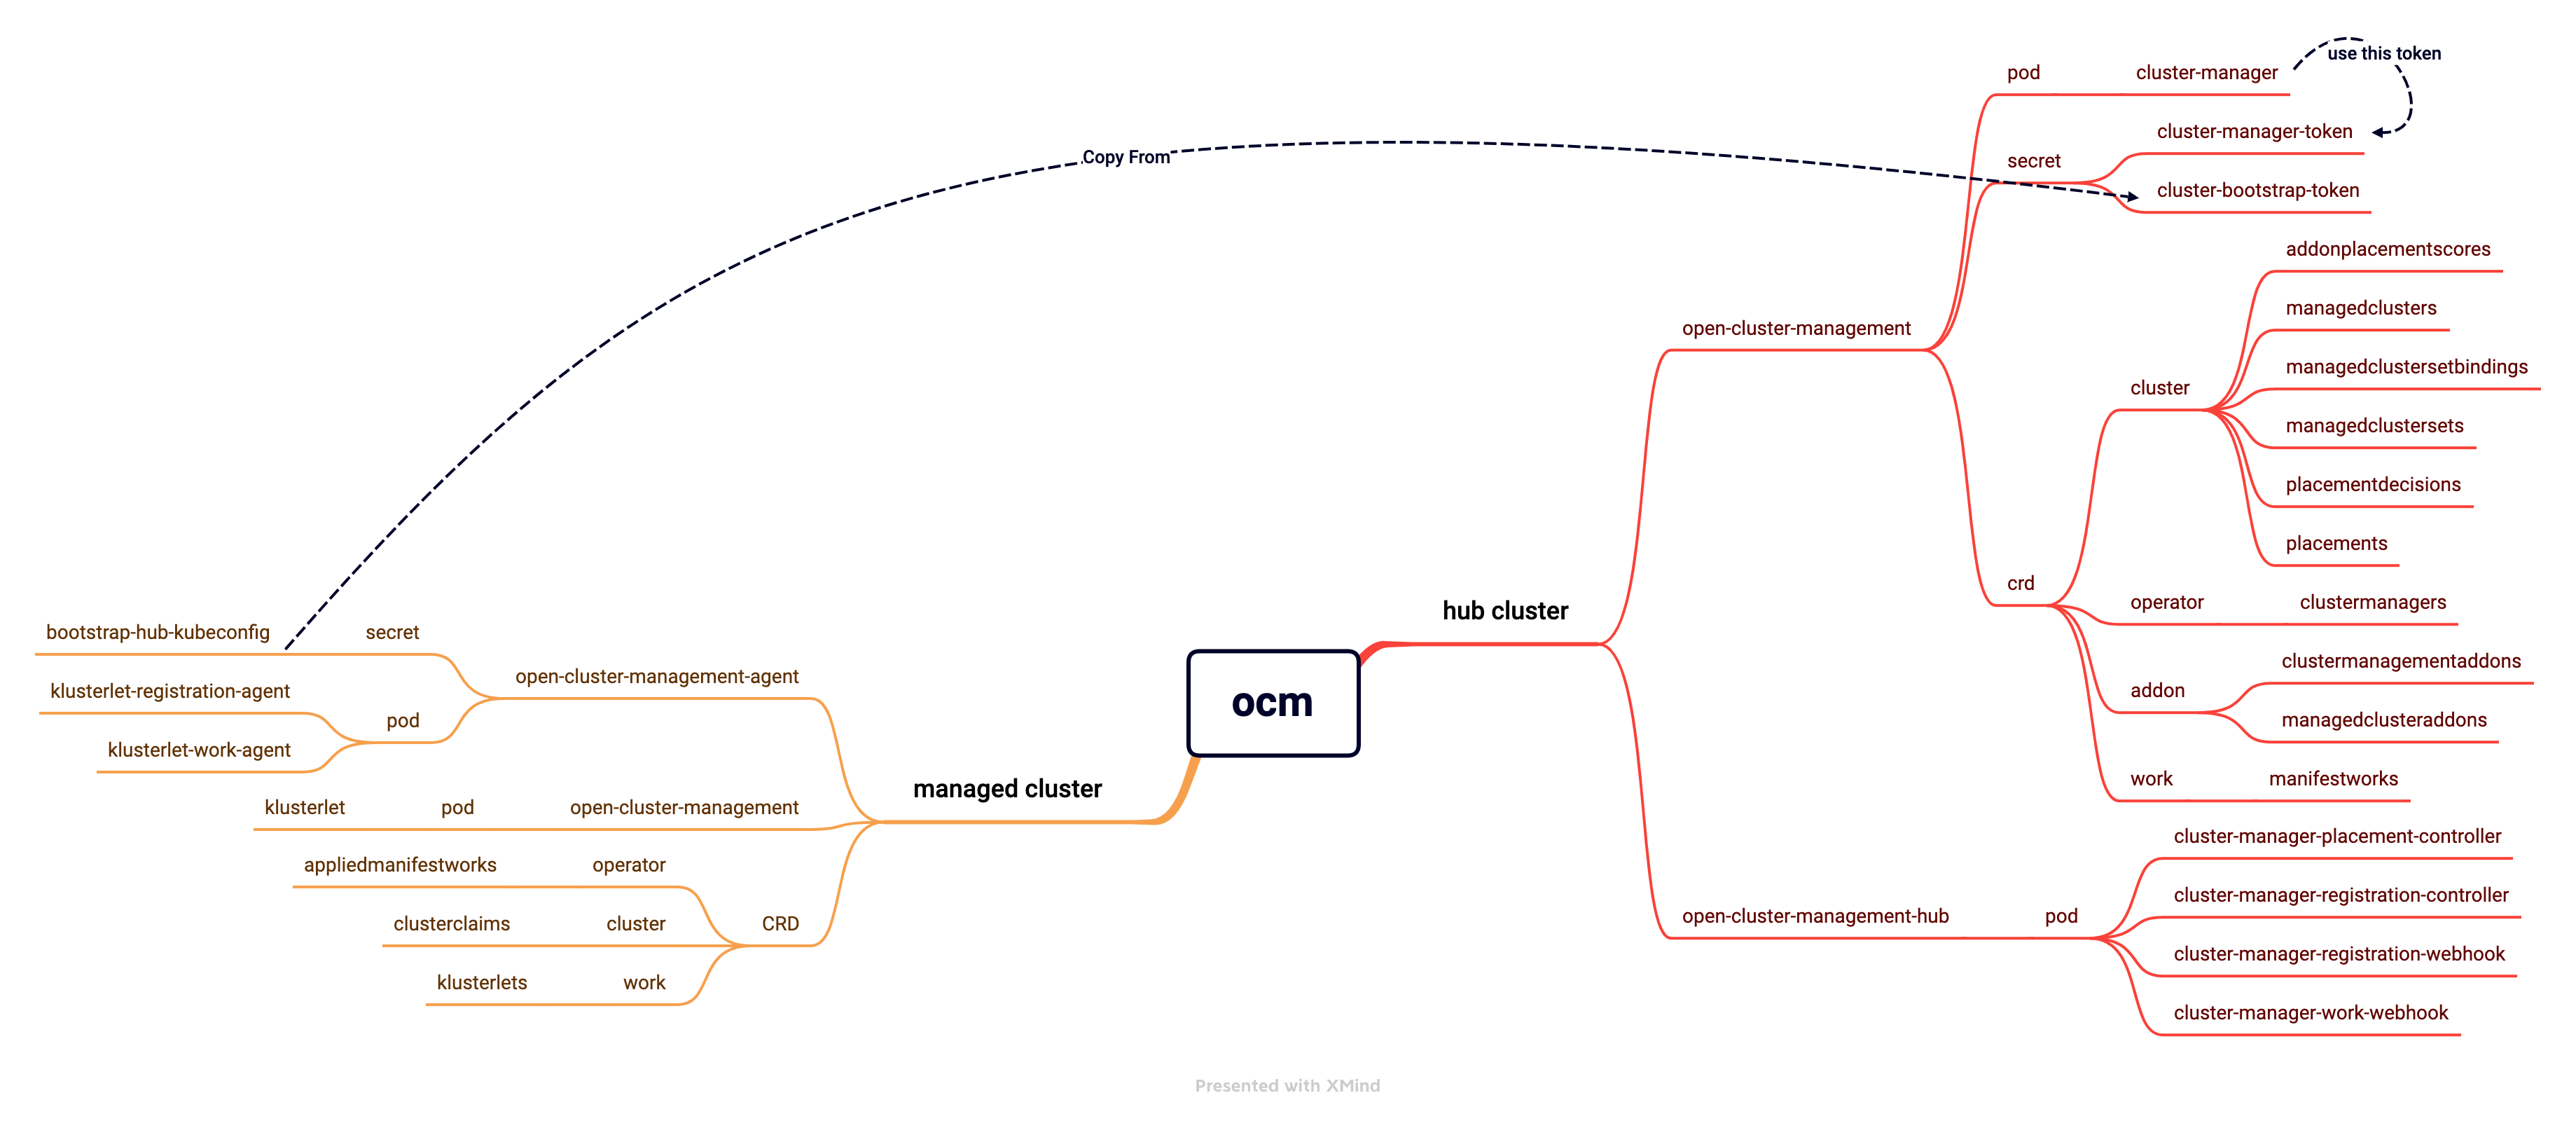 use this token
pod
cluster-manager
cluster-manager-token
Copy From
secret
cluster-bootstrap-token
addonplacementscores
managedclusters
open-cluster-management
managedclustersetbindings
cluster
managedclustersets
placementdecisions
placements
crd
operator
clustermanagers
hub cluster
clustermanagementaddons
addon
managedclusteraddons
work
manifestworks
cluster-manager-placement-controller
cluster-manager-registration-controller
open-cluster-management-hub
pod
cluster-manager-registration-webhook
cluster-manager-work-webhook
ocm
bootstrap-hub-kubeconfig
secret
open-cluster-management-agent
klusterlet-registration-agent
pod
klusterlet-work-agent
managed cluster
klusterlet
pod
open-cluster-management
appliedmanifestworks
operator
clusterclaims
cluster
CRD
klusterlets
work
Presented with XMind